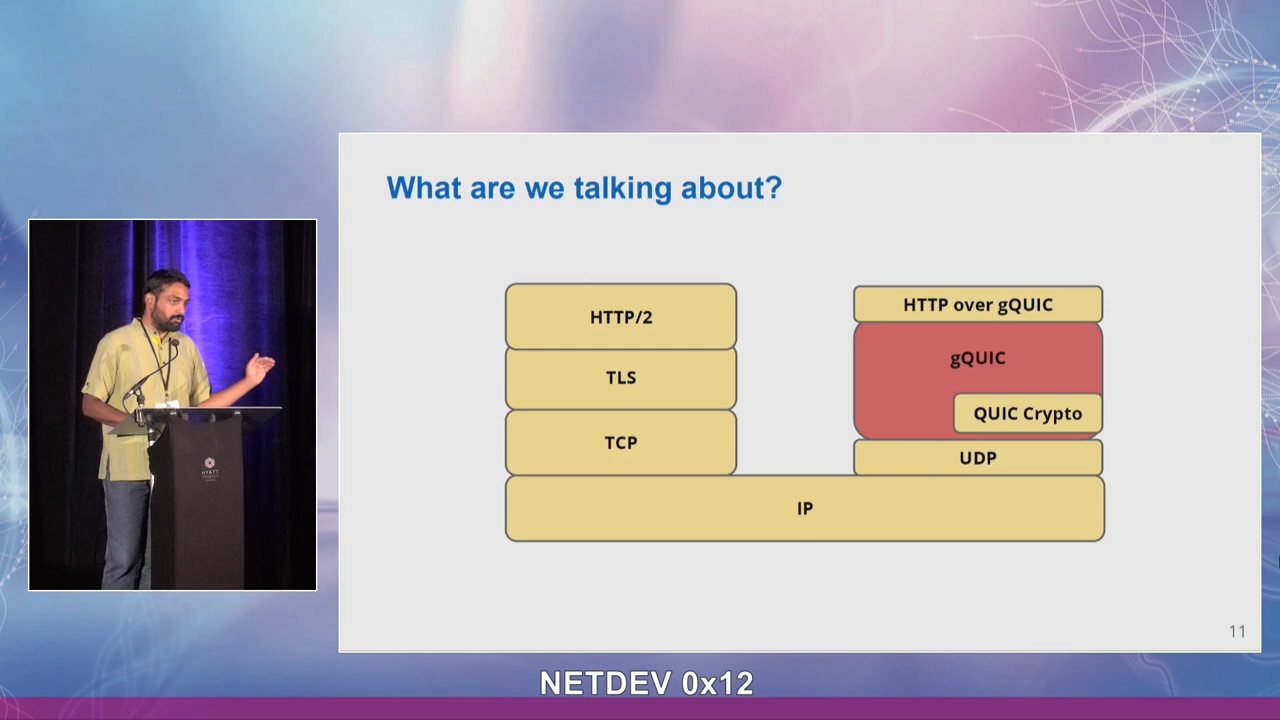 What are we talking about?
HTTP/2
TLS
TCP
HTTP over gQUIC
gQUIC
QUIC Crypto
UDP
IP
11
HYATT
NETDEV 0x12